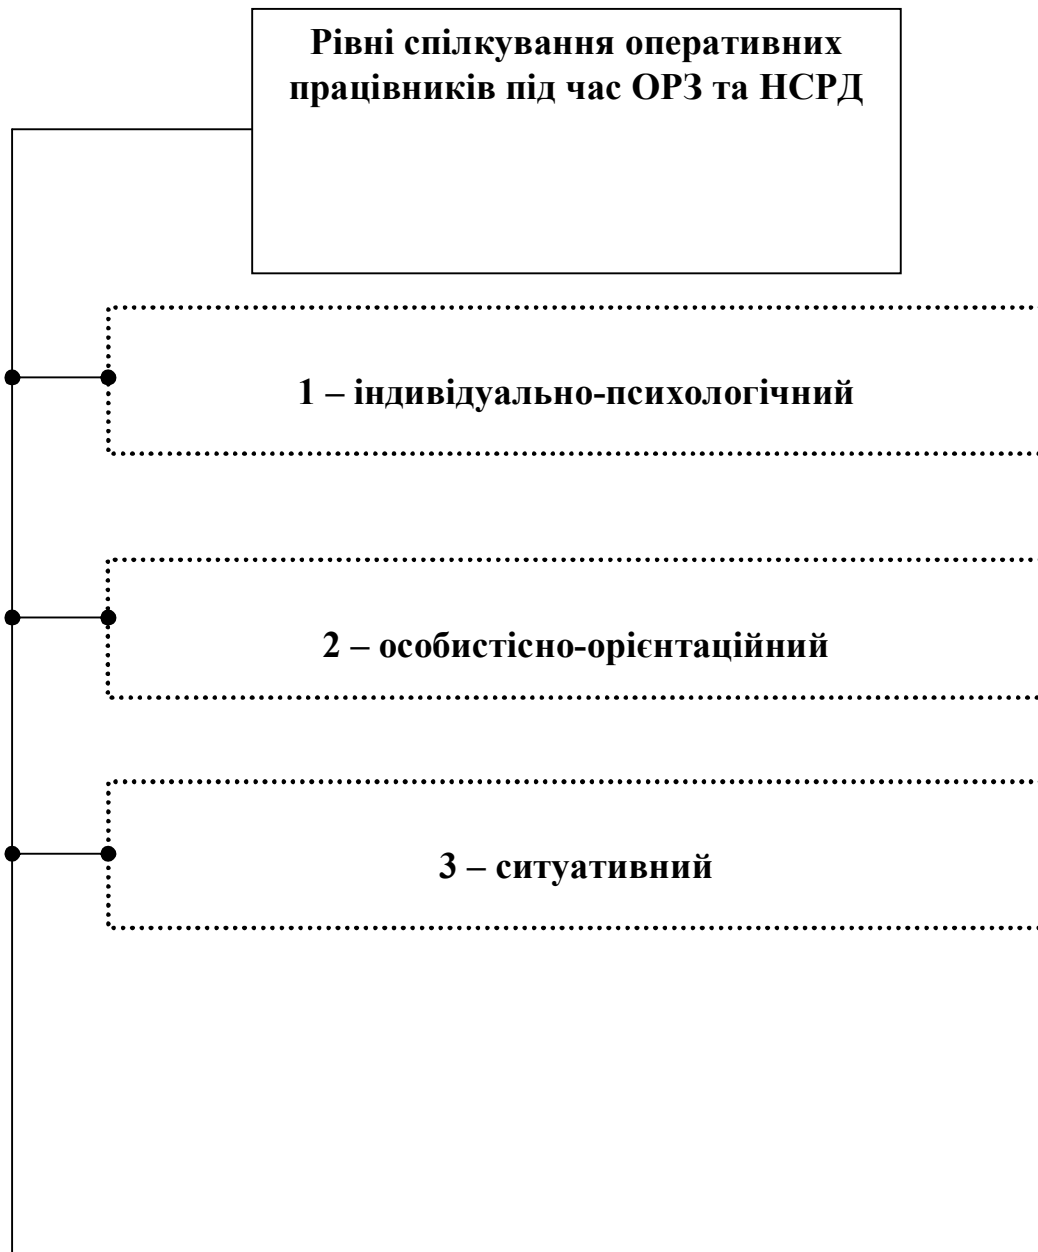 Рівні спілкування оперативних
працівників під час ОРЗ та НСРД
1 – індивідуально-психологічний
2 – особистісно-орієнтаційний
3 – ситуативний